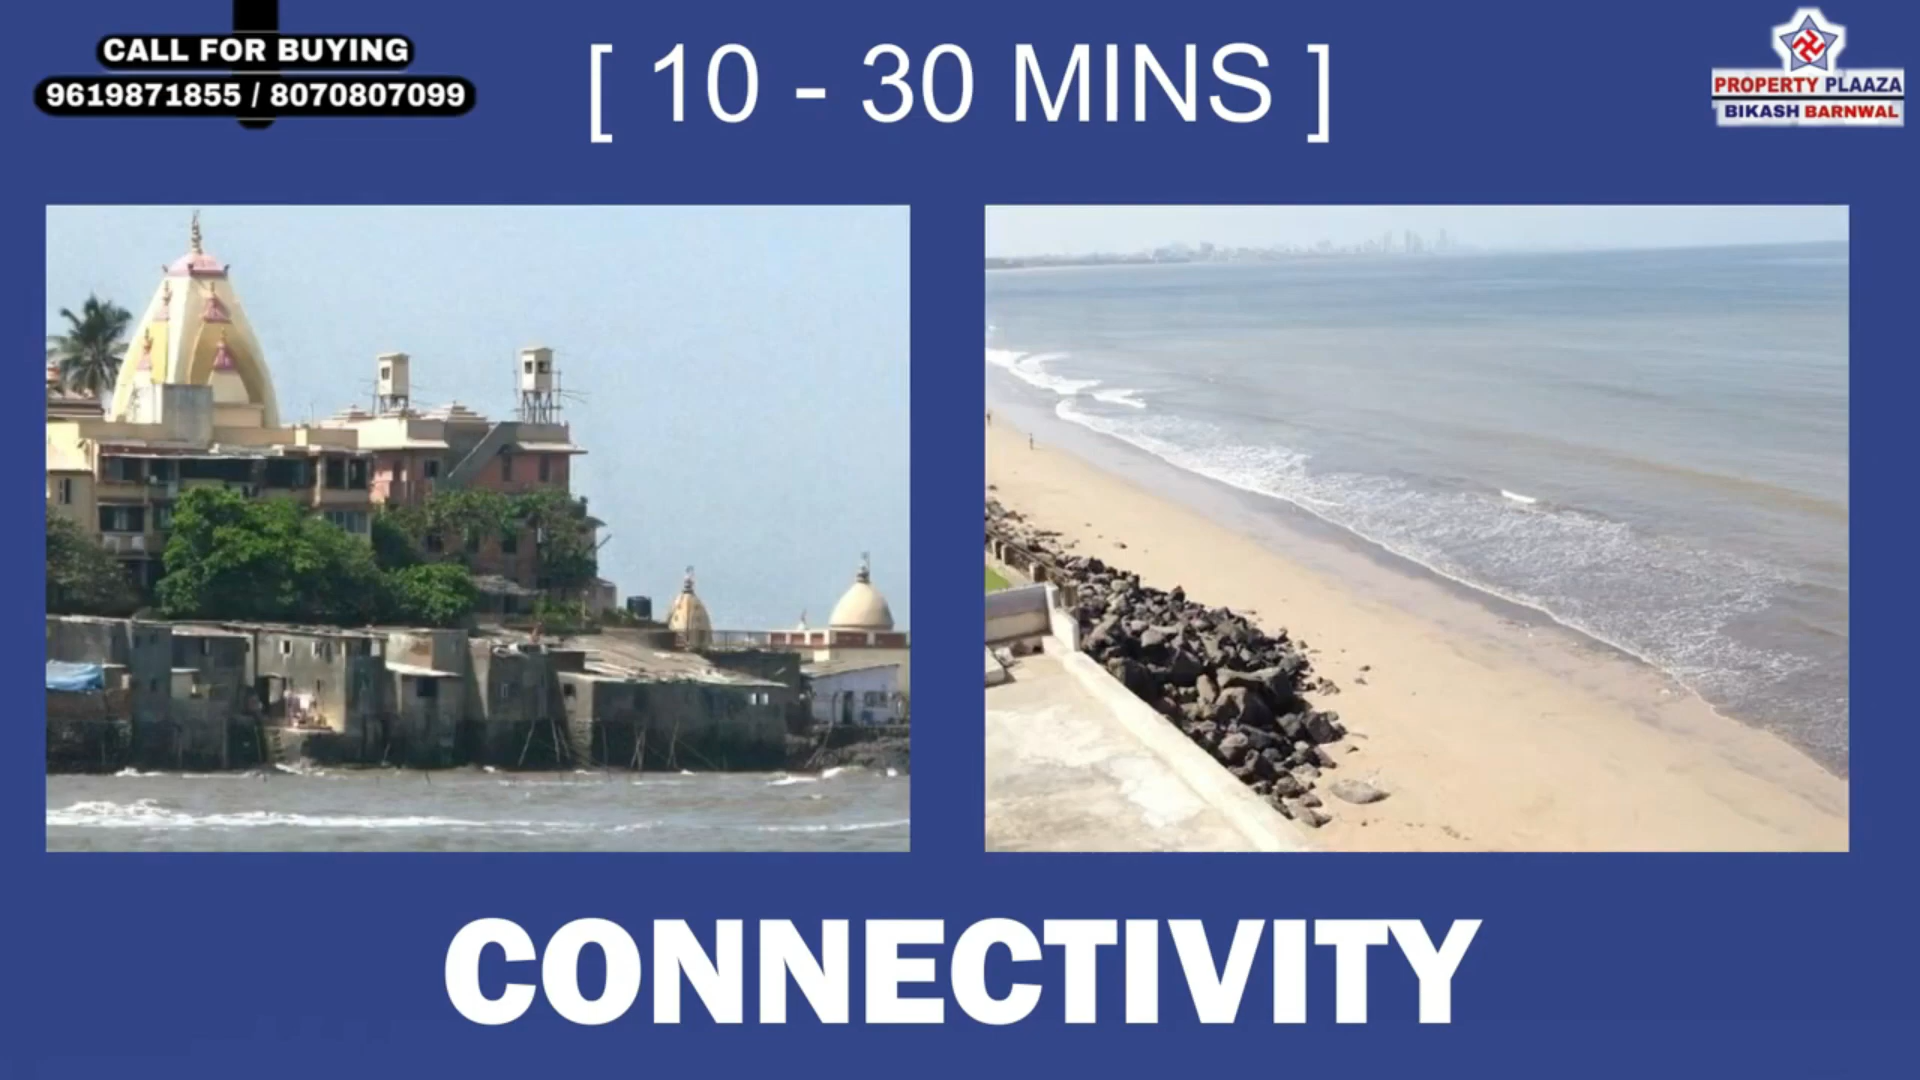 CALL FOR BUYING
9619871855 / 8070807099
[ 10 - 30 MINS ]
PROPERTY PLAAZA
BIKASH BARNWAL
CONNECTIVITY